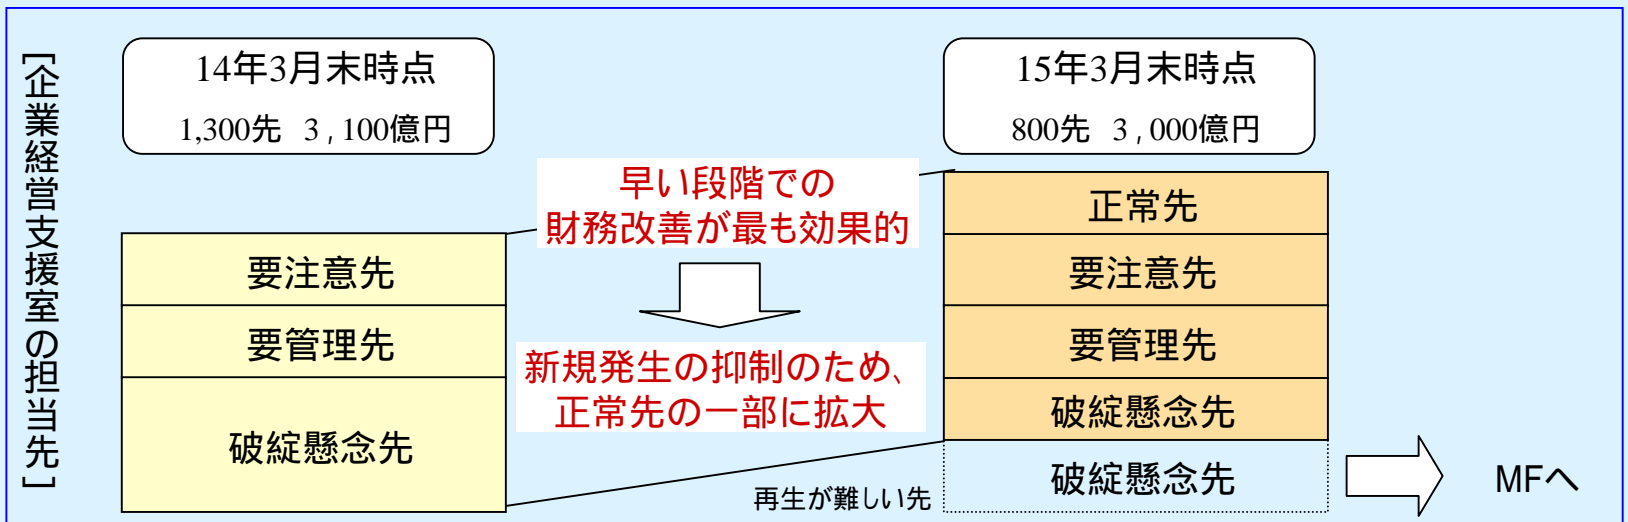 [企業経営支援室の担当先]
14年3月末時点
1,300先 3,100億円
15年3月末時点
800先 3,000億円
早い段階での
財務改善が最も効果的
新規発生の抑制のため、
正常先の一部に拡大
要注意先
要管理先
破綻懸念先
正常先
要注意先
要管理先
破綻懸念先
再生が難しい先
破綻懸念先
MFへ